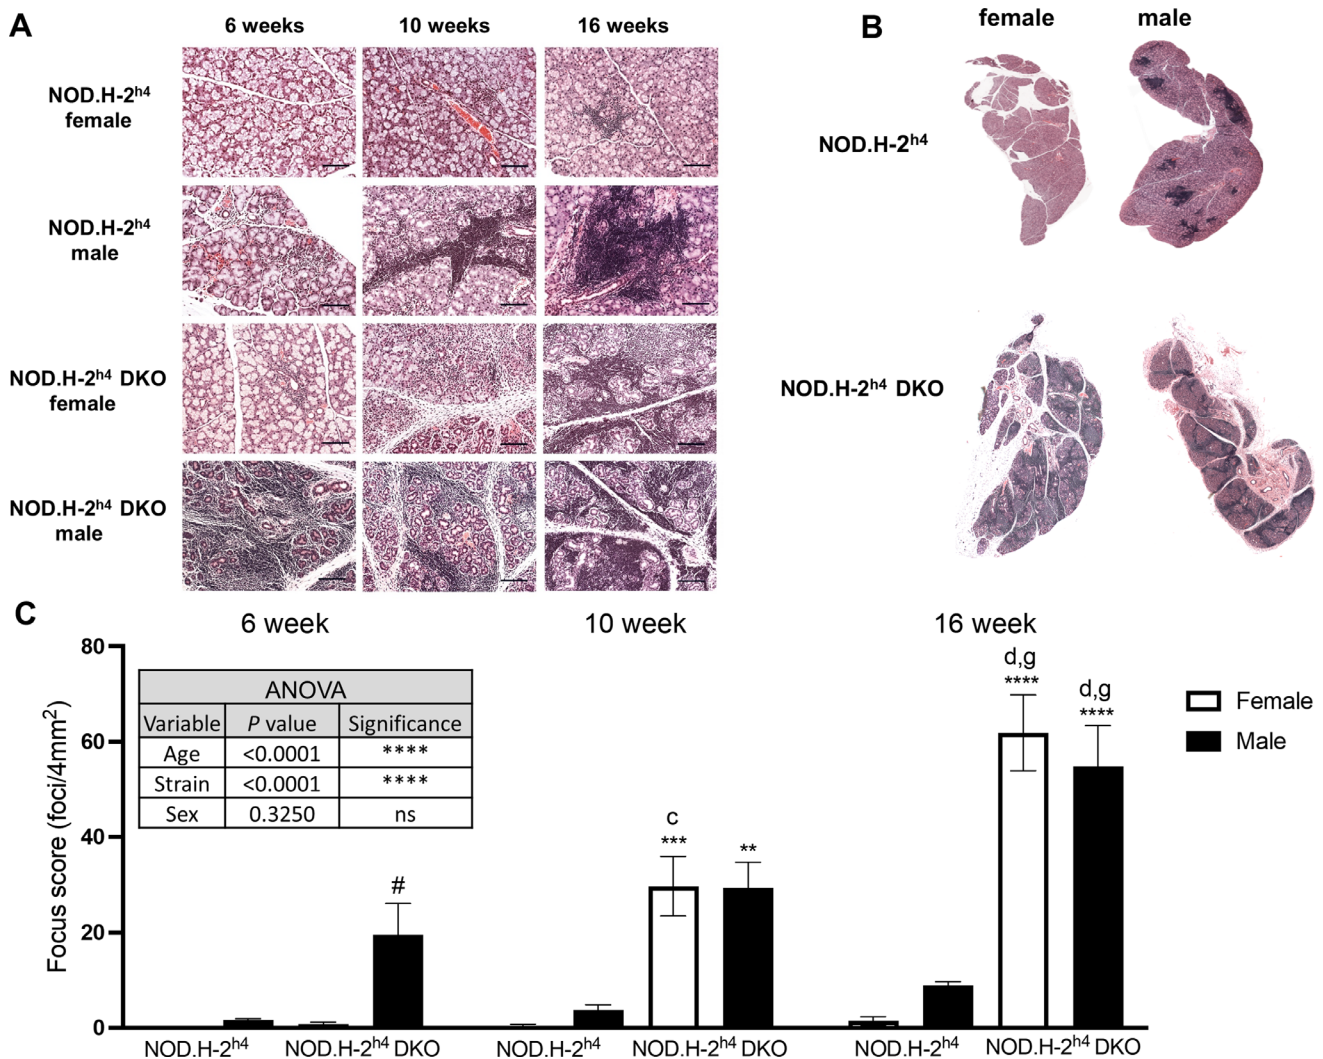 A
6 weeks 10 weeks 16 weeks
NOD.H-2h4
female
NOD.H-2h4
male
NOD.H-2h4 DKO
female
NOD.H-2h4 DKO
male
B
female male
NOD.H-2h4
NOD.H-2h4 DKO
C
6 week 10 week 16 week
Focus score (foci/4mm2)
80
60
40
20
0
ANOVA
Variable P value Significance
Age <0.0001 ****
Strain <0.0001 ****
Sex 0.3250 ns
#
c
***
**
d,g
****
d,g
****
Female
Male
NOD.H-2h4 NOD.H-2h4 DKO NOD.H-2h4 NOD.H-2h4 DKO NOD.H-2h4 NOD.H-2h4 DKO